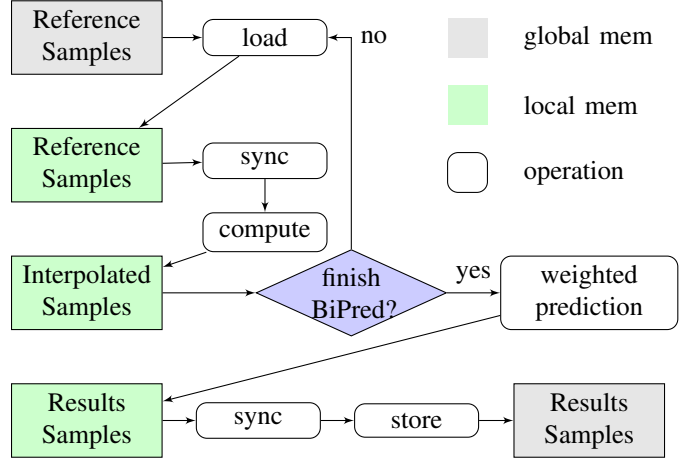 Reference
Samples
load
no
global mem
local mem
Reference
Samples
sync
operation
compute
Interpolated
Samples
finish
BiPred?
yes
weighted
prediction
Results
Samples
sync
store
Results
Samples